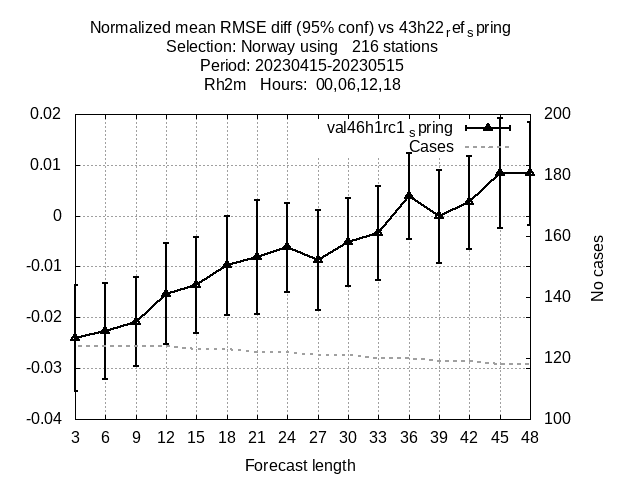 Normalized mean RMSE diff (95% conf) vs 43h22refspring
Selection: Norway using 216 stations
Period: 20230415-20230515
Rh2m Hours: 00,06,12,18
0.02
0.01
0
-0.01
-0.02
-0.03
-0.04
val46h1rc1spring
Cases
200
180
160
140
120
100
No cases
3 6 9 12 15 18 21 24 27 30 33 36 39 42 45 48
Forecast length